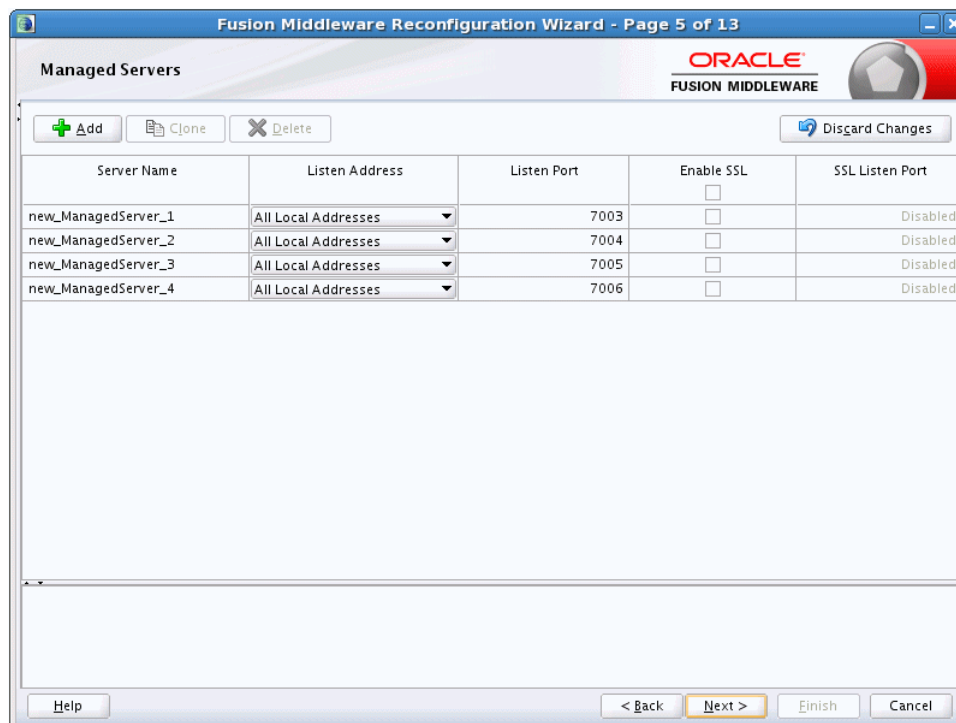 Fusion Middleware Reconfiguration Wizard - Page 5 of 13
Managed Servers
ORACLE
FUSION MIDDLEWARE
Add Clone Delete Discard Changes
Server Name Listen Address Listen Port Enable SSL SSL Listen Port
new_ManagedServer_1 All Local Addresses 7003 Disabled
new_ManagedServer_2 All Local Addresses 7004 Disabled
new_ManagedServer_3 All Local Addresses 7005 Disabled
new_ManagedServer_4 All Local Addresses 7006 Disabled
Help < Back Next > Finish Cancel